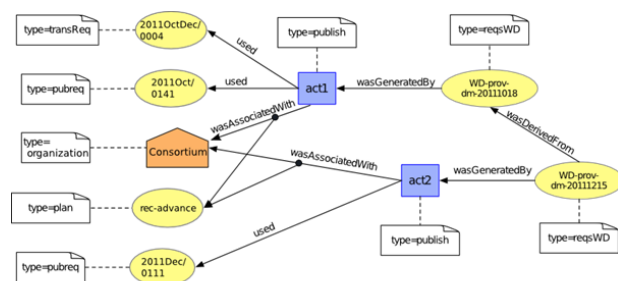 type=transReq
2011OctDec/
0004
used
type=publish
type=reqsWD
type=pubreq
2011Oct/
0141
used
act1
wasGeneratedBy
WD-prov-
dm-20111018
wasAssociatedWith
type=
organization
Consortium
wasAssociatedWith
wasDerivedFrom
act2
wasGeneratedBy
WD-prov-
dm-20111215
type=plan
rec-advance
used
type=publish
type=reqsWD
type=pubreq
2011Dec/
0111